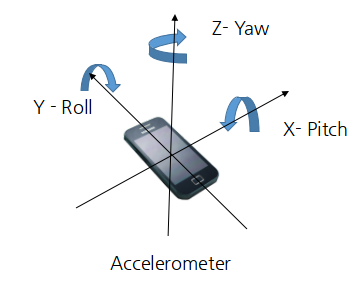 Z- Yaw
Y - Roll
X- Pitch
Accelerometer